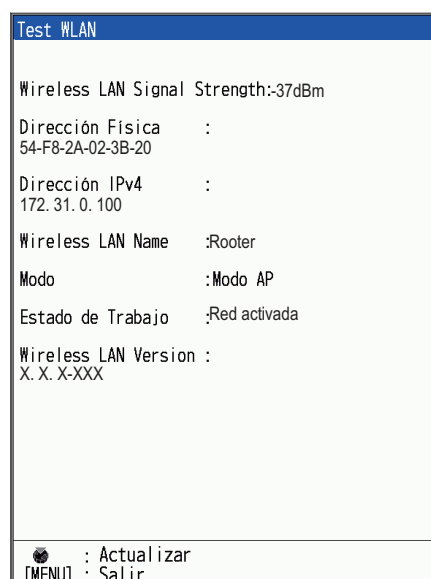 Test WLAN
Wireless LAN Signal Strength:-37dBm
Dirección Física :
54-F8-2A-02-3B-20
Dirección IPv4 :
172. 31. 0. 100
Wireless LAN Name :Rooter
Modo :Modo AP
Estado de Trabajo :Red activada
Wireless LAN Version :
X. X. X-XXX
: Actualizar
[MENU] : Salir